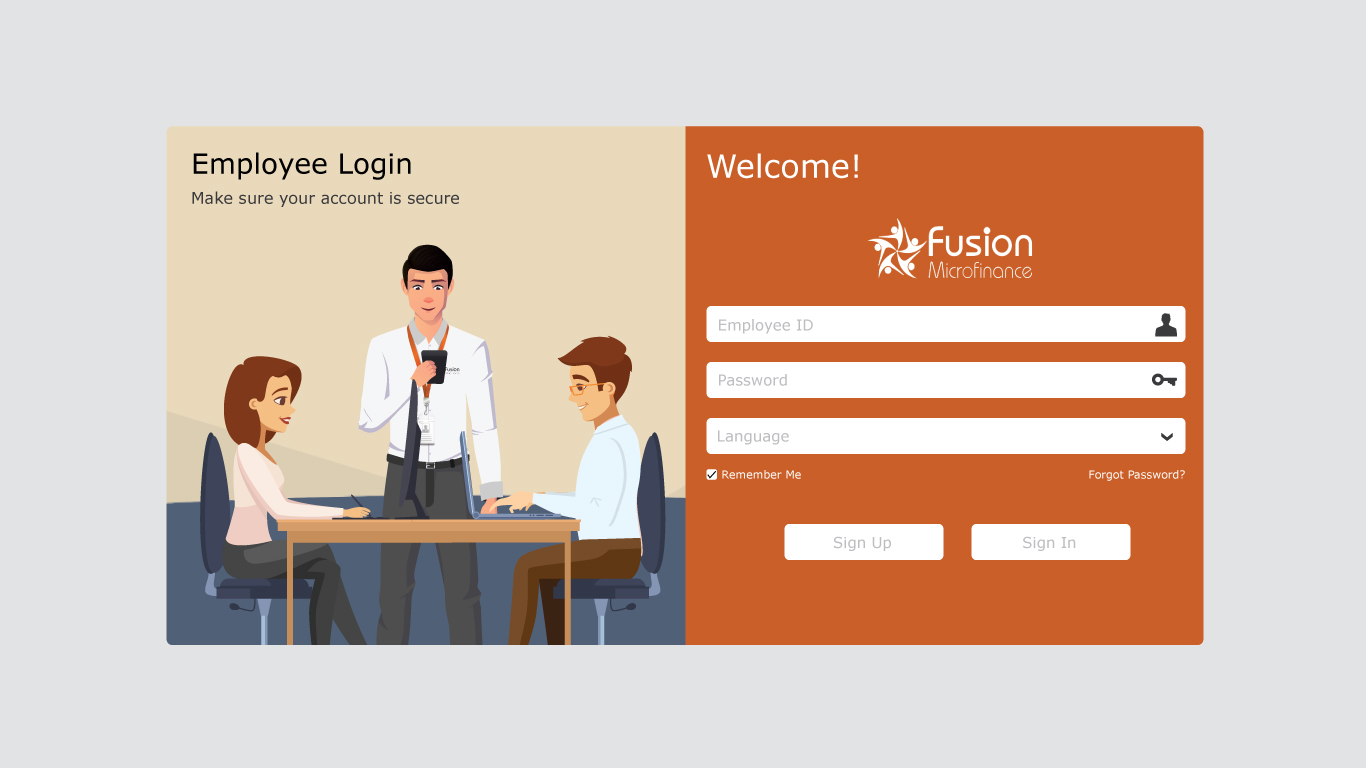 Employee Login
Make sure your account is secure
Fusion
Welcome!
Fusion
Microfinance
Employee ID
Password
Language
Remember Me
Forgot Password?
Sign Up
Sign In